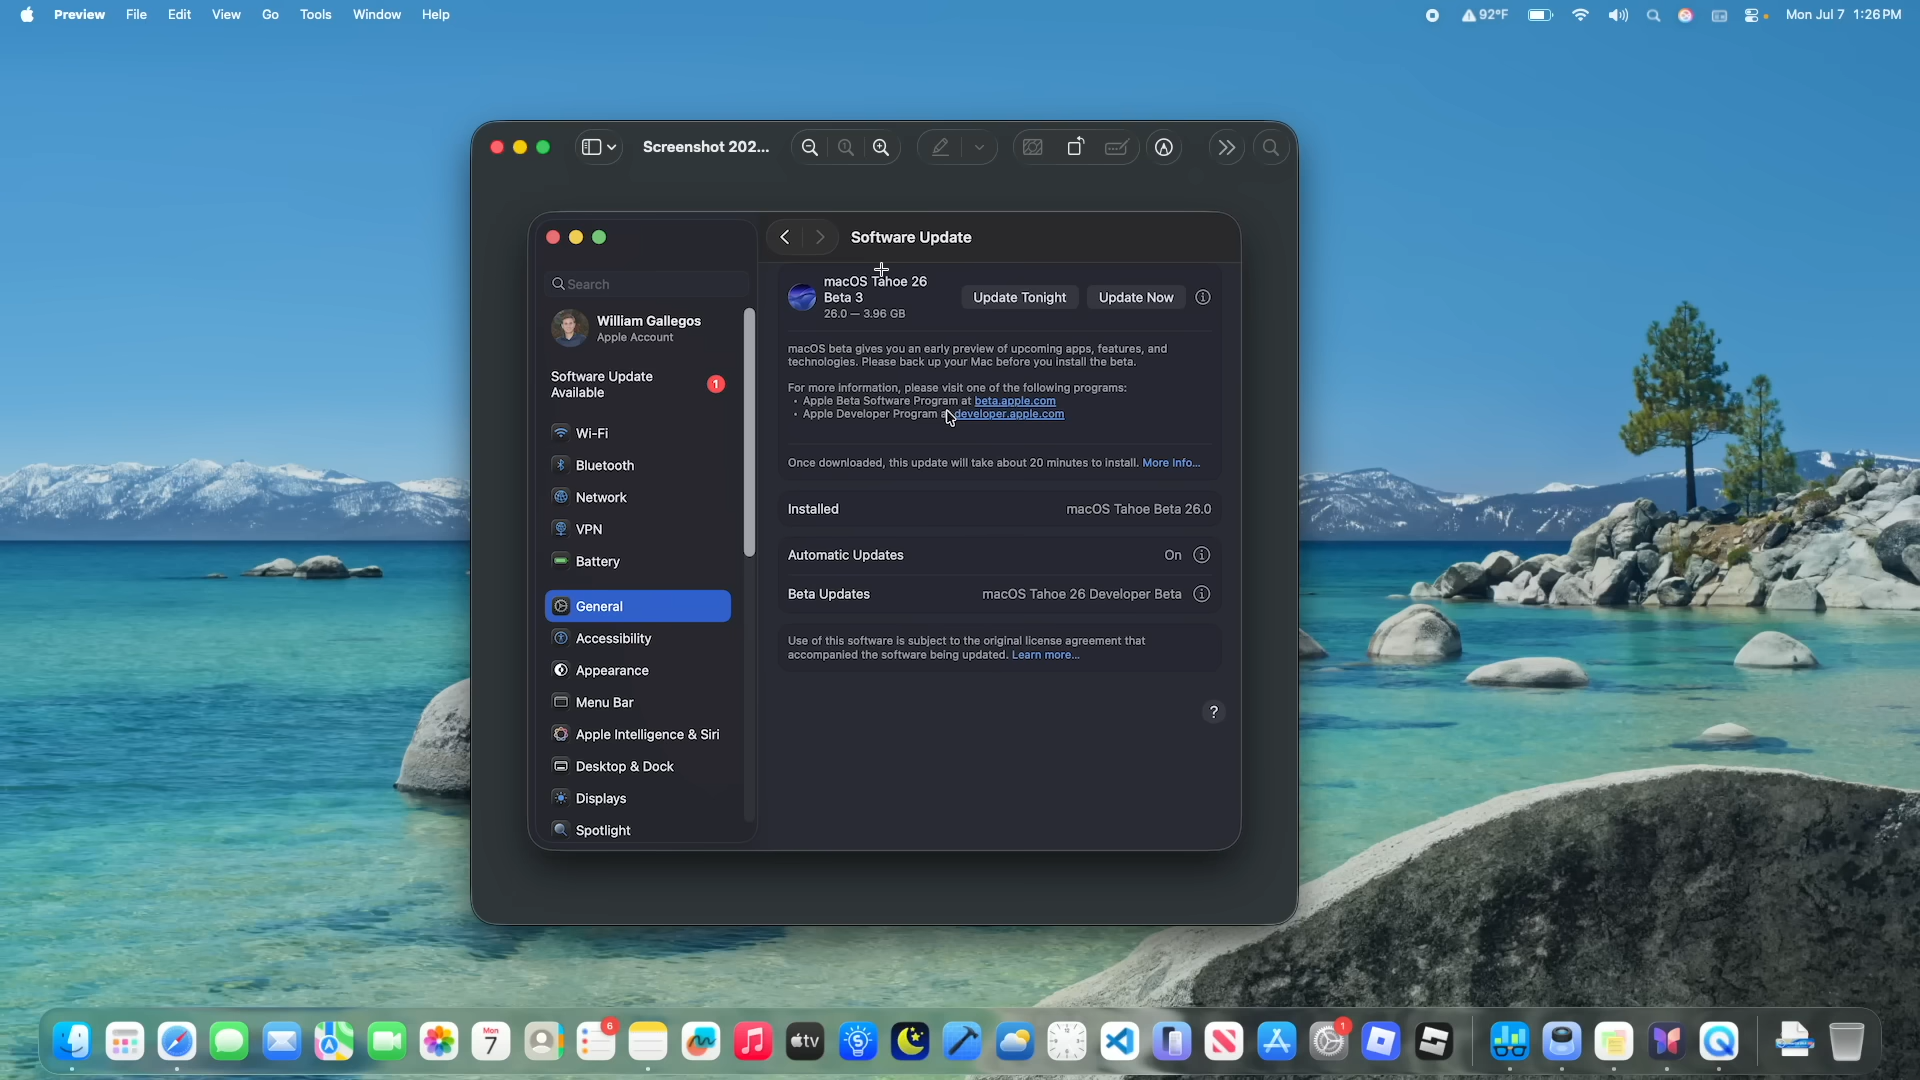 Preview File Edit View Go Tools Window Help
92°F
Mon Jul 7 1:26 PM
Screenshot 202...
Software Update
Search
William Gallegos
Apple Account
Software Update
Available
1
Wi-Fi
Bluetooth
Network
VPN
Battery
General
Accessibility
Appearance
Menu Bar
Apple Intelligence & Siri
Desktop & Dock
Displays
Spotlight
macOS Tahoe 26
Beta 3
26.0 — 3.96 GB
Update Tonight
Update Now
macOS beta gives you an early preview of upcoming apps, features, and
technologies. Please back up your Mac before you install the beta.
For more information, please visit one of the following programs:
• Apple Beta Software Program at beta.apple.com
• Apple Developer Program a developer.apple.com
Once downloaded, this update will take about 20 minutes to install. More Info...
Installed macOS Tahoe Beta 26.0
Automatic Updates On
Beta Updates macOS Tahoe 26 Developer Beta
Use of this software is subject to the original license agreement that
accompanied the software being updated. Learn more...
?
Mon
7
6
tv
1